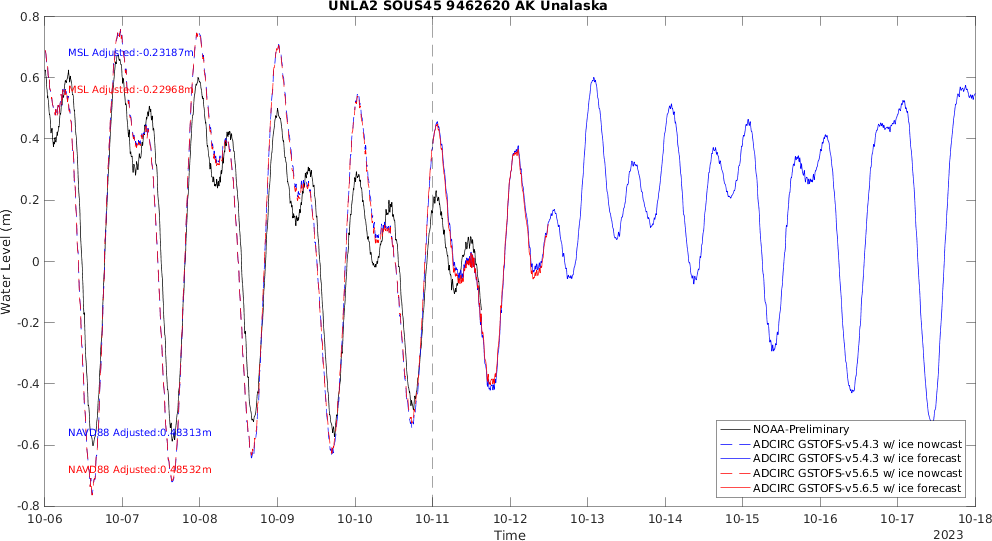 UNLA2 SOUS45 9462620 AK Unalaska
0.8
0.6
0.4
0.2
0
-0.2
-0.4
-0.6
-0.8
Water Level (m)
MSL Adjusted:-0.23187m
MSL Adjusted:-0.22968m
NAVD88 Adjusted:0.48313m
NAVD88 Adjusted:0.48532m
NOAA-Preliminary
ADCIRC GSTOFS-v5.4.3 w/ ice nowcast
ADCIRC GSTOFS-v5.4.3 w/ ice forecast
ADCIRC GSTOFS-v5.6.5 w/ ice nowcast
ADCIRC GSTOFS-v5.6.5 w/ ice forecast
10-06 10-07 10-08 10-09 10-10 10-11 10-12 10-13 10-14 10-15 10-16 10-17 10-18
Time
2023